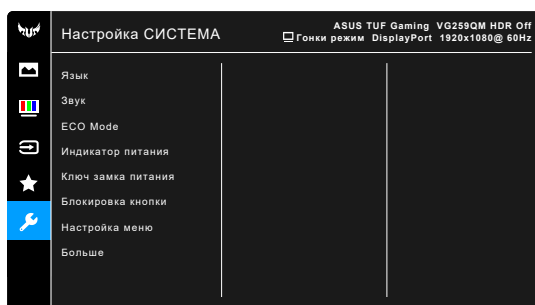 Настройка СИСТЕМА
ASUS TUF Gaming VG259QM HDR Off
Гонки режим DisplayPort 1920x1080@ 60Hz
Язык
Звук
ECO Mode
Индикатор питания
Ключ замка питания
Блокировка кнопки
Настройка меню
Больше